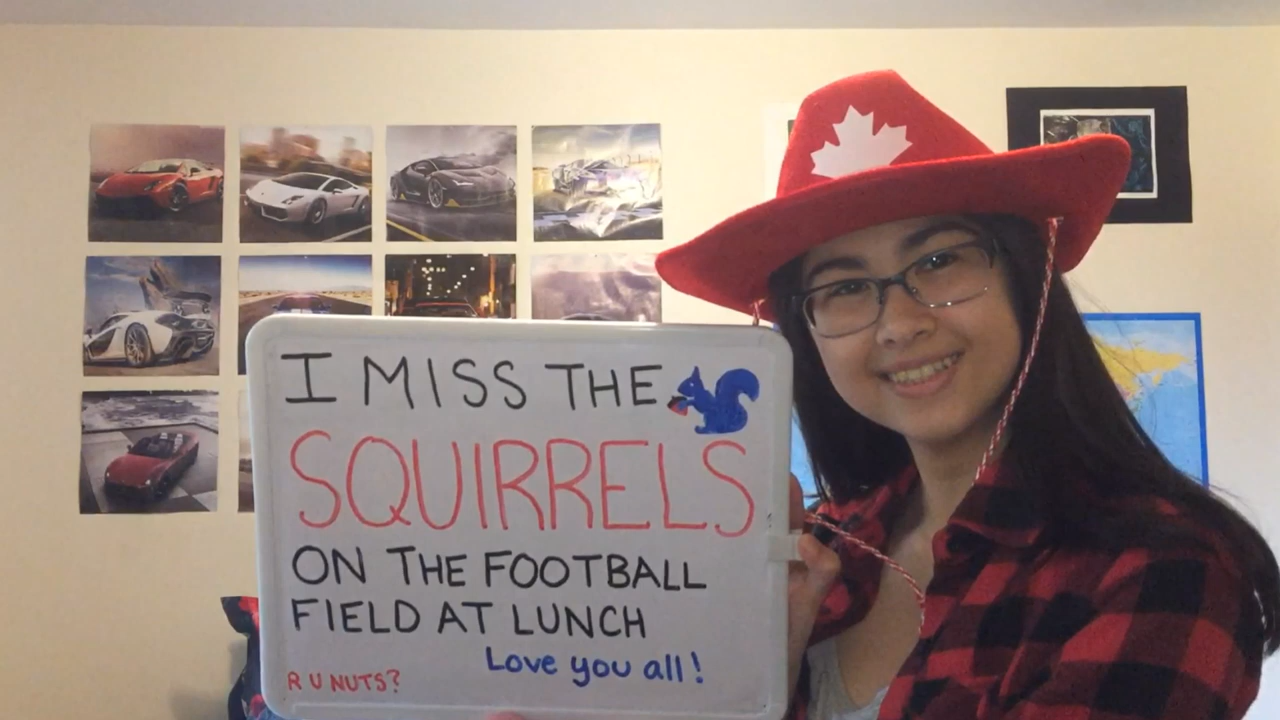 I MISS THE
SQUIRRELS
ON THE FOOTBALL
FIELD AT LUNCH
Love you all!
R U NUTS?